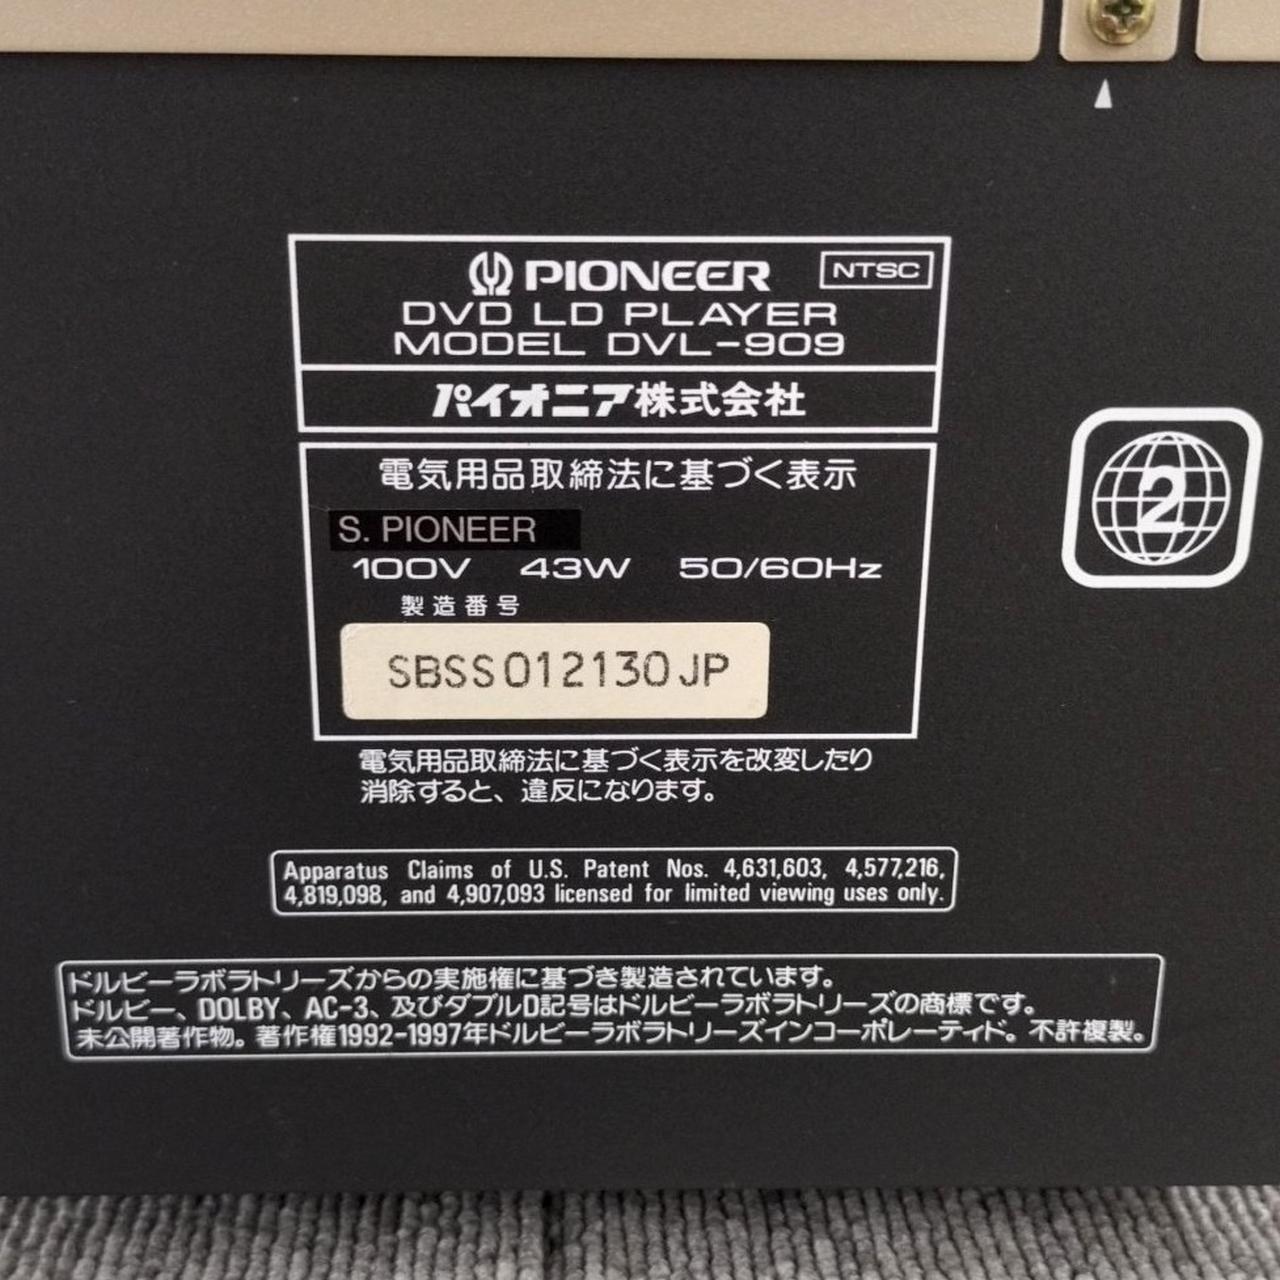 PIONEER NTSC
DVD LD PLAYER
MODEL DVL-909
パイオニア株式会社
電気用品取締法に基づく表示
S. PIONEER
100V 43W 50/60Hz
製造番号
SBSS012130JP
2
電気用品取締法に基づく表示を改変したり
消除すると、違反になります。
Apparatus Claims of U.S. Patent Nos. 4,631,603, 4,577,216,
4,819,098, and 4,907,093 licensed for limited viewing uses only.
ドルビーラボラトリーズからの実施権に基づき製造されています。
ドルビー、DOLBY、AC-3、及びダブルD記号はドルビーラボラトリーズの商標です。
未公開著作物。著作権1992-1997年ドルビーラボラトリーズインコーポレーティド。不許複製。